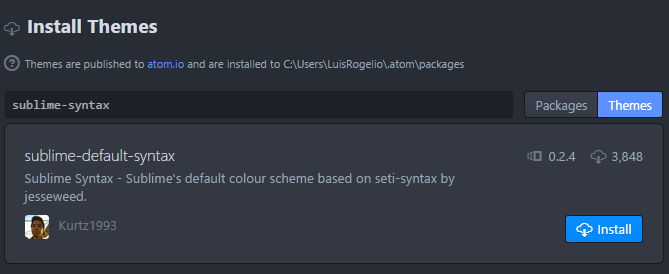 Install Themes
Themes are published to atom.io and are installed to C:\Users\LuisRogelio\.atom\packages
sublime-syntax
Packages Themes
sublime-default-syntax 0.2.4 3,848
Sublime Syntax - Sublime's default colour scheme based on seti-syntax by
jesseweed.
Kurtz1993
Install